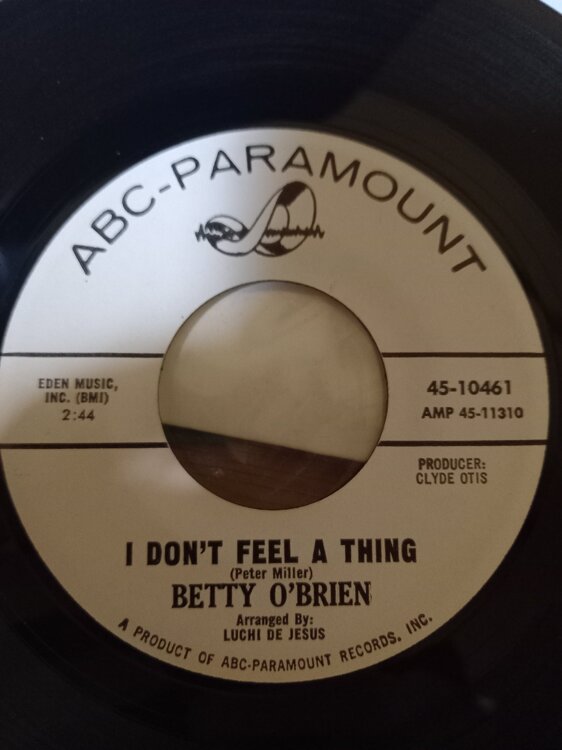 ABC-PARAMOUNT
EDEN MUSIC,
INC. (BMI)
2:44
45-10461
AMP 45-11310
PRODUCER:
CLYDE OTIS
I DON'T FEEL A THING
(Peter Miller)
BETTY O'BRIEN
Arranged By:
LUCHI DE JESUS
A PRODUCT OF ABC-PARAMOUNT RECORDS, INC.